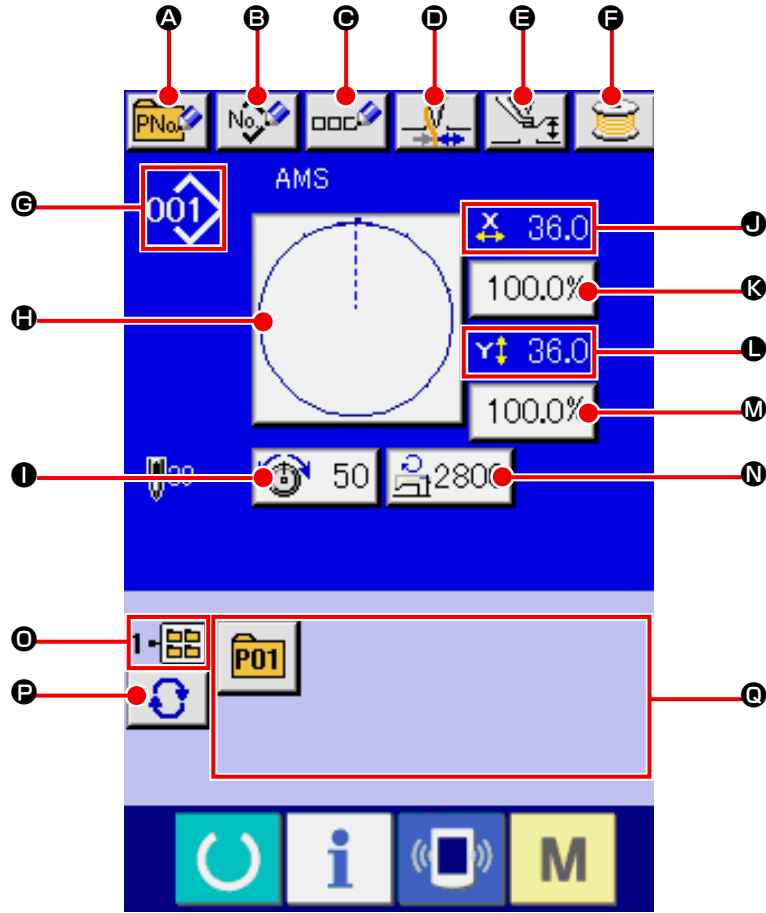 A B C D E F
PNo. No.
G 001 AMS
X 36.0 J
100.0% K
H
Y 36.0 L
100.0% M
I 50 2800 N
O 1
P01
P Q
i M